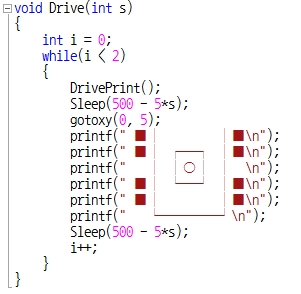 void Drive(int s)
{
int i = 0;
while(i < 2)
{
DrivePrint();
Sleep(500 - 5*s);
gotoxy(0, 5);
printf(" ■│          │■\n");
printf(" ■│  ┌──┐  │■\n");
printf("   │  │○│  │  \n");
printf(" ■│  └──┘  │■\n");
printf(" ■│          │■\n");
printf("   └─────┘ \n");
Sleep(500 - 5*s);
i++;
}
}